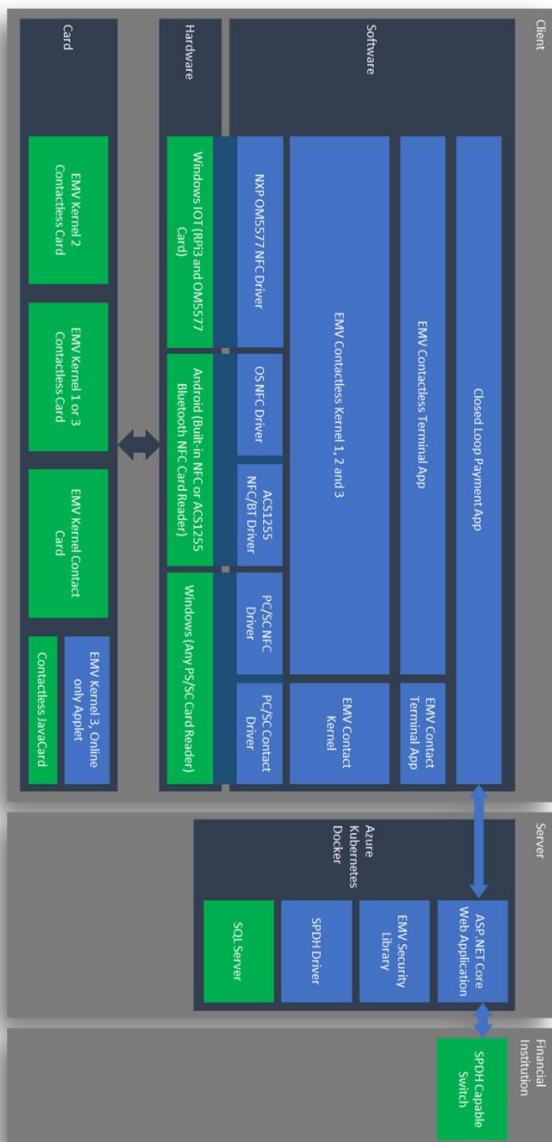 Client
Software
Closed Loop Payment App
EMV Contactless Terminal App
EMV Contact
Terminal App
EMV Contactless Kernel 1, 2 and 3
EMV Contact
Kernel
NXP OM5577 NFC Driver
OS NFC Driver
ACS1255
NFC/BT Driver
PC/SC NFC
Driver
PC/SC Contact
Driver
Hardware
Windows IOT (RPi3 and OM5577
Card)
Android (Built-in NFC or ACS1255
Bluetooth NFC Card Reader)
Windows (Any PS/SC Card Reader)
Card
EMV Kernel 2
Contactless Card
EMV Kernel 1 or 3
Contactless Card
EMV Kernel Contact
Card
EMV Kernel 3, Online
only Applet
Contactless JavaCard
Server
Azure
Kubernetes
Docker
ASP.NET Core
Web Application
EMV Security
Library
SPDH Driver
SQL Server
Financial
Institution
SPDH Capable
Switch